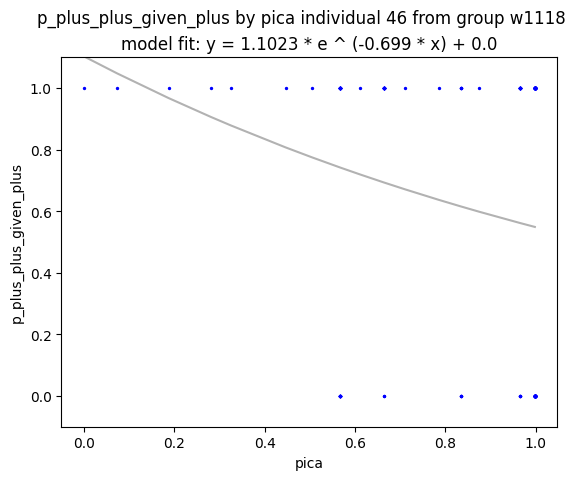 p_plus_plus_given_plus by pica individual 46 from group w1118
model fit: y = 1.1023 * e ^ (-0.699 * x) + 0.0
1.0
0.8
0.6
0.4
0.2
0.0
p_plus_plus_given_plus
0.0 0.2 0.4 0.6 0.8 1.0
pica